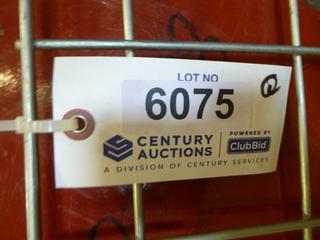 LOT NO
6075
CENTURY AUCTIONS
POWERED BY
ClubBid
A DIVISION OF CENTURY SERVICES